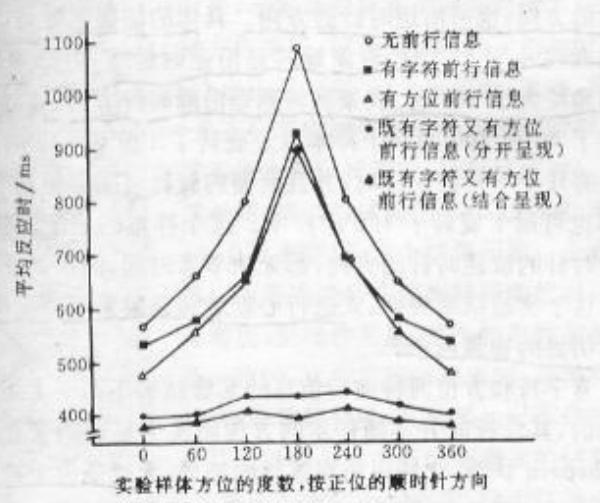 1100
1000
900
800
700
600
500
400
平均反应时/ms
无前行信息
有字符前行信息
有方位前行信息
既有字符又有方位
前行信息(分开呈现)
既有字符又有方位
前行信息(结合呈现)
0 60 120 180 240 300 360
实验样体方位的度数，按正位的顺时针方向